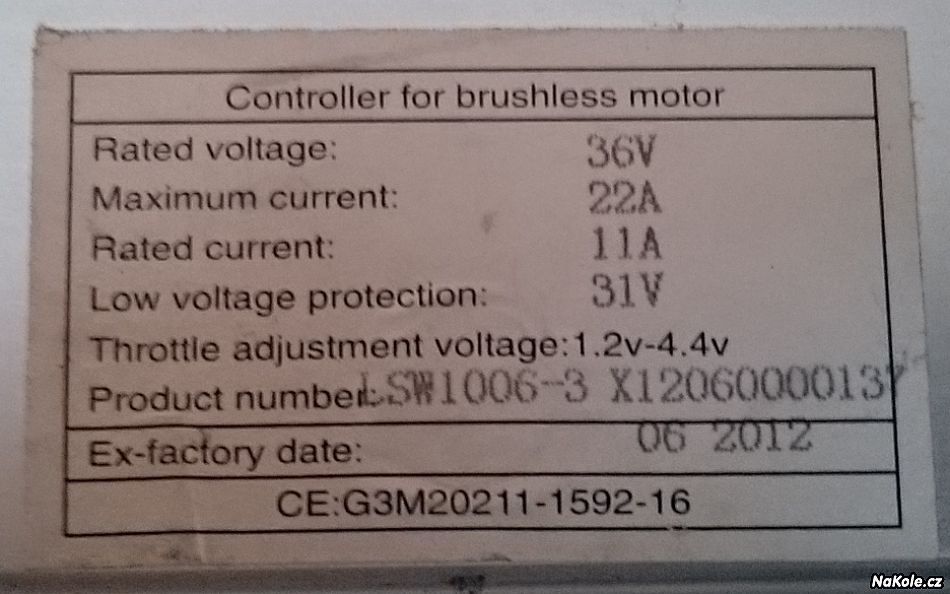 Controller for brushless motor
Rated voltage: 36V
Maximum current: 22A
Rated current: 11A
Low voltage protection: 31V
Throttle adjustment voltage:1.2v-4.4v
Product number: LSW1006-3
Ex-factory date: 06 2012
CE:G3M20211-1592-16
NaKole.cz